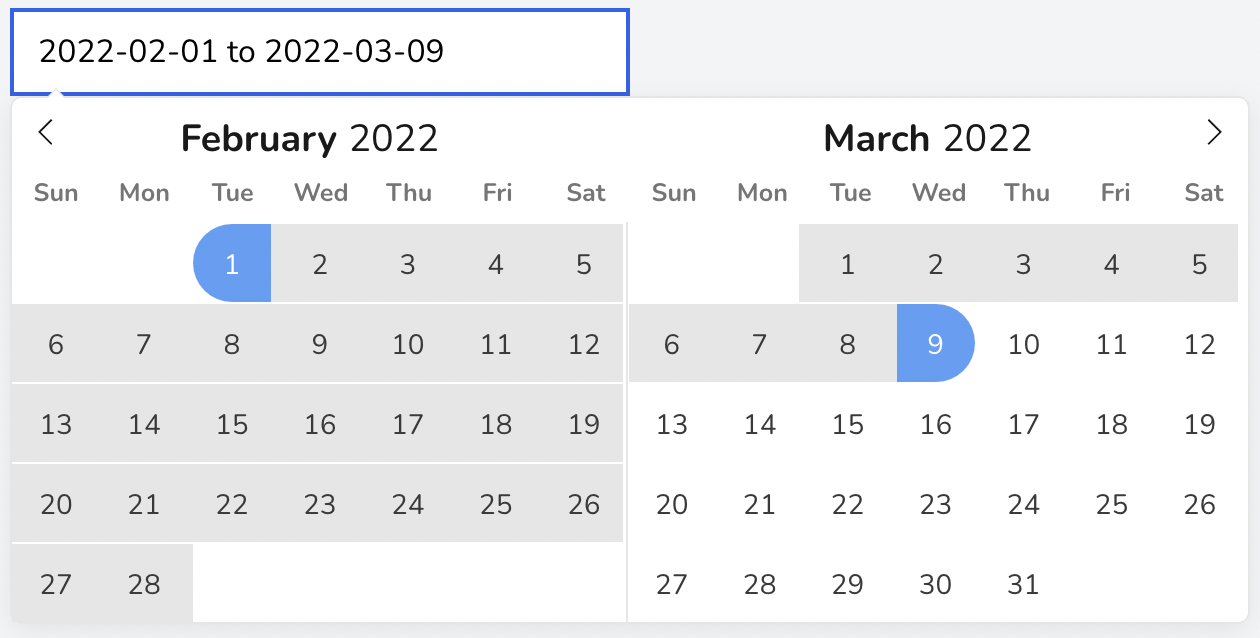 2022-02-01 to 2022-03-09
February 2022
Sun Mon Tue Wed Thu Fri Sat
1 2 3 4 5
6 7 8 9 10 11 12
13 14 15 16 17 18 19
20 21 22 23 24 25 26
27 28
March 2022
Sun Mon Tue Wed Thu Fri Sat
1 2 3 4 5
6 7 8 9 10 11 12
13 14 15 16 17 18 19
20 21 22 23 24 25 26
27 28 29 30 31